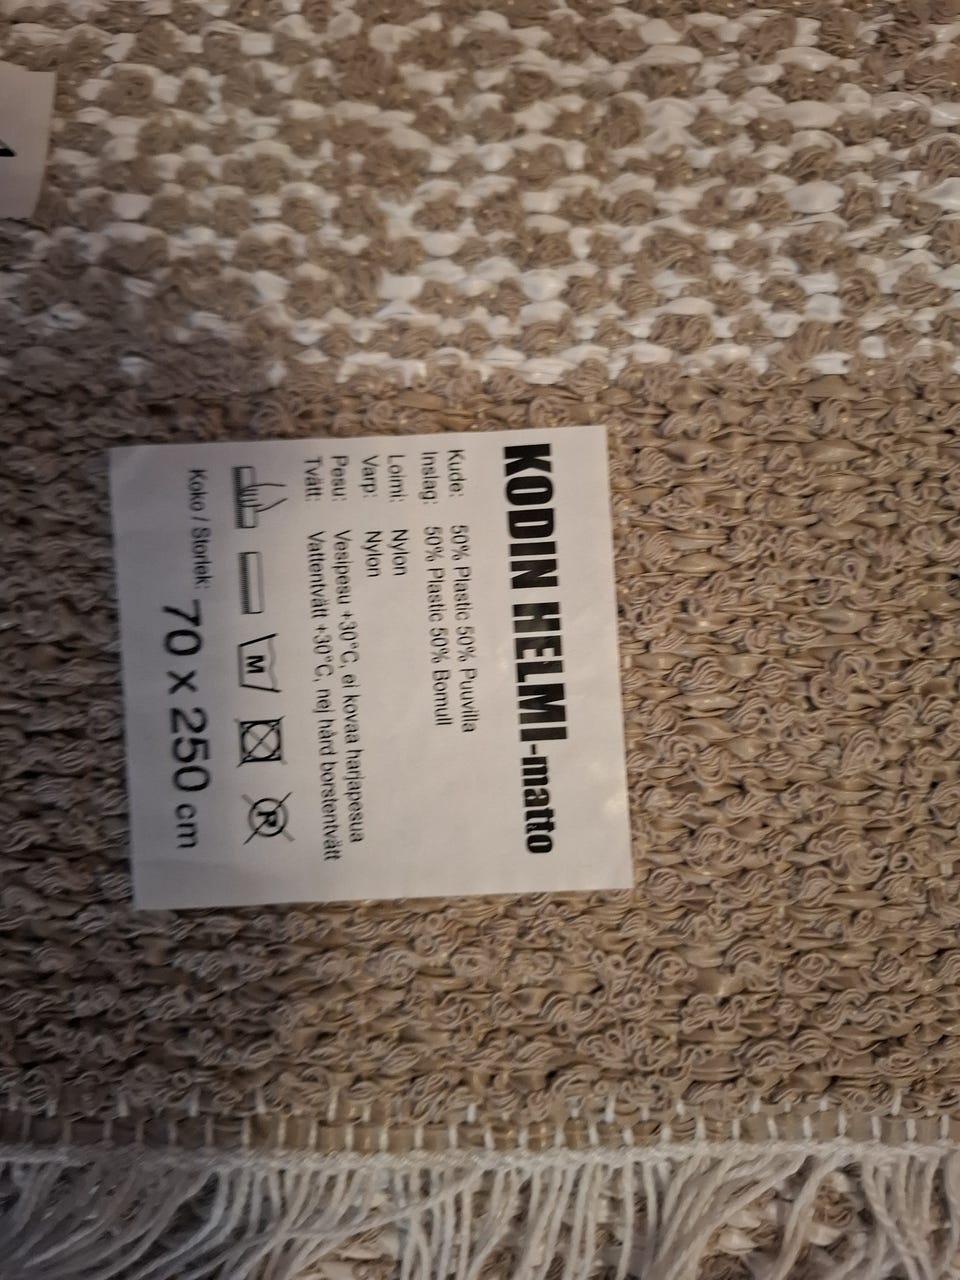 KODIN HELMI-matto
Kude: 50% Plastic 50% Puuvilla
Inslag: 50% Plastic 50% Bomull
Loimi: Nylon
Varp: Nylon
Pesu: Vesipesu +30°C, ei kovaa harjapesua
Tvätt: Vattentvätt +30°C, nej hård borstentvätt
M R
Koko / Storlek: 70 x 250 cm